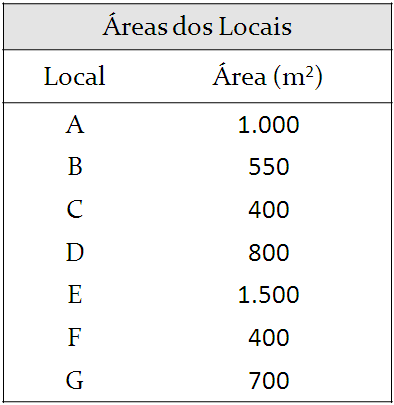 Áreas dos Locais
Local Área (m²)
A 1.000
B 550
C 400
D 800
E 1.500
F 400
G 700